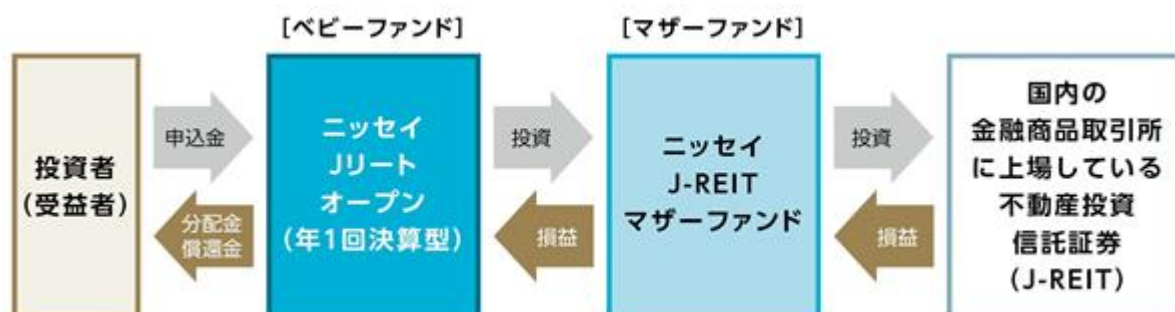 [ベビーファンド]
[マザーファンド]
投資者
(受益者)
申込金
分配金
償還金
ニッセイ
Jリート
オープン
(年1回決算型)
投資
損益
ニッセイ
J-REIT
マザーファンド
投資
損益
国内の
金融商品取引所
に上場している
不動産投資
信託証券
(J-REIT)